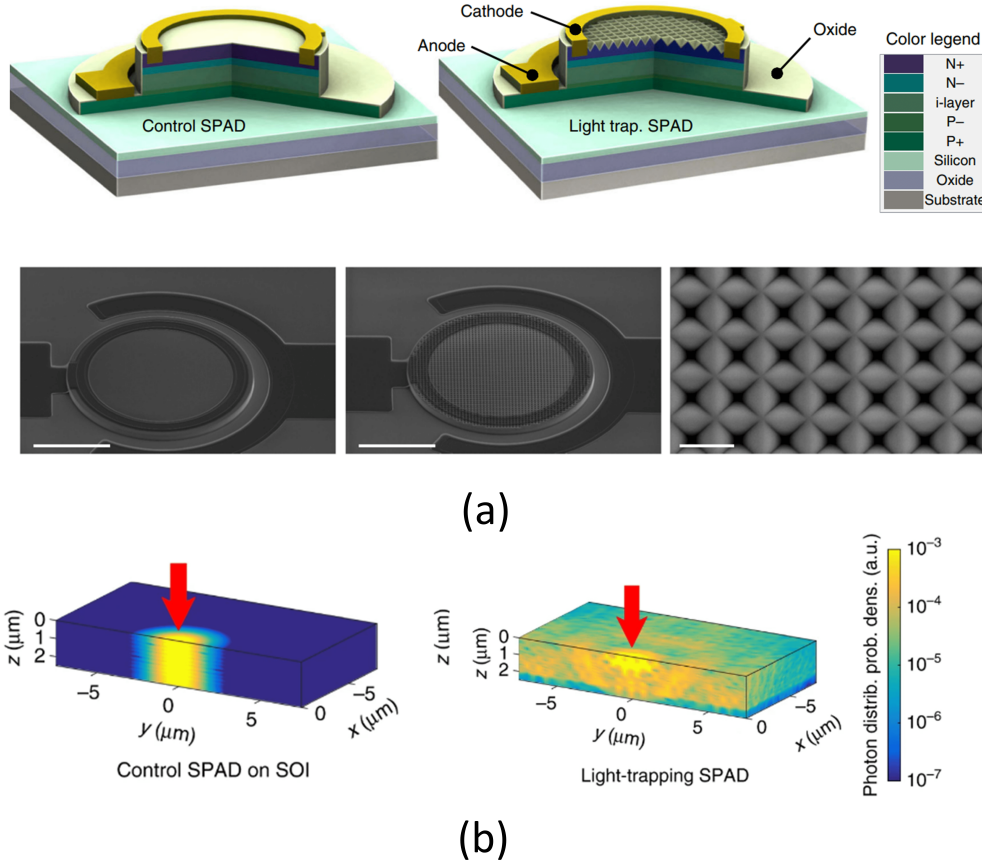 Cathode
Anode
Oxide
Control SPAD
Light trap. SPAD
Color legend
N+
N−
i-layer
P−
P+
Silicon
Oxide
Substrate
(a)
0
1
2
z (μm)
−5
0
5
y (μm)
−5
0
x (μm)
Control SPAD on SOI
z (μm)
0
1
2
z (μm)
−5
0
5
y (μm)
−5
0
x (μm)
Light-trapping SPAD
Photon distrib. prob. dens. (a.u.)
10⁻³
10⁻⁴
10⁻⁵
10⁻⁶
10⁻⁷
(b)